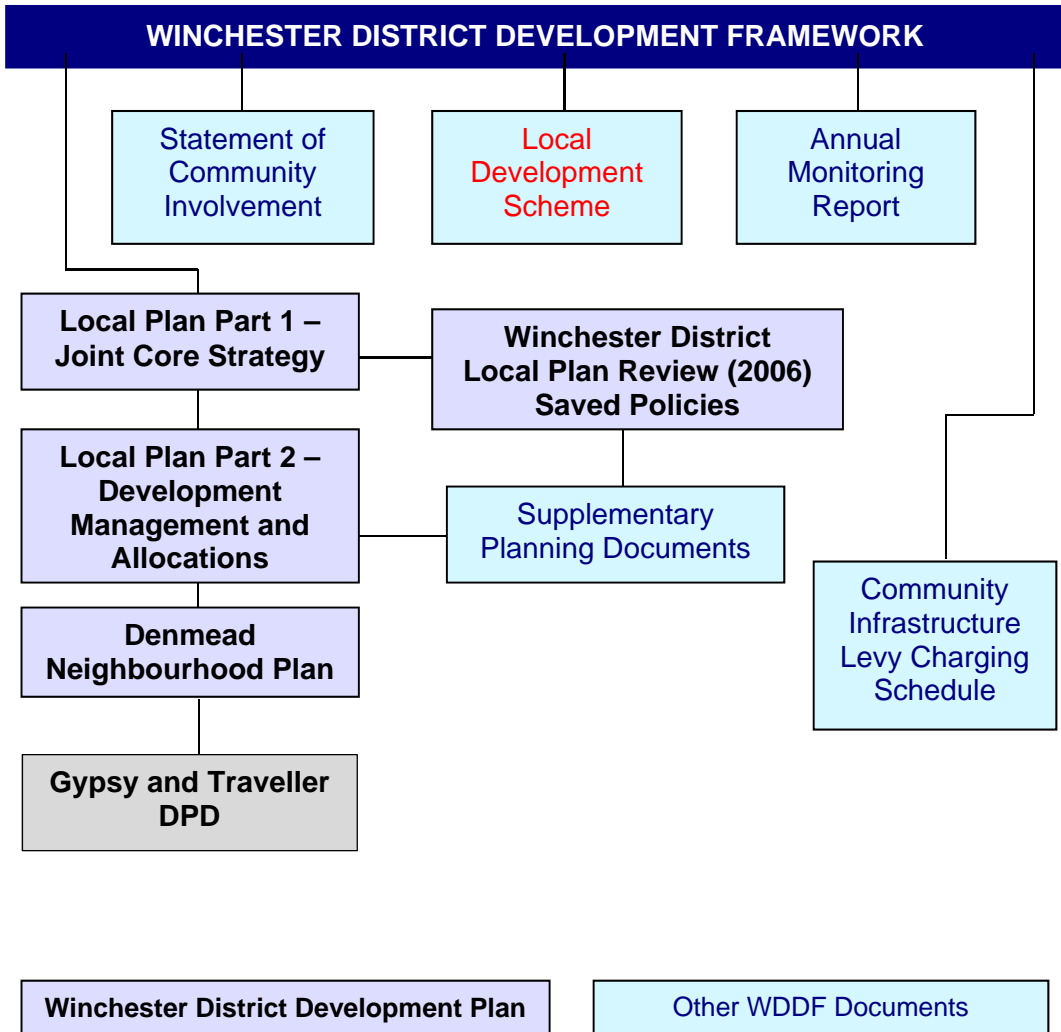 WINCHESTER DISTRICT DEVELOPMENT FRAMEWORK
Statement of
Community
Involvement
Local
Development
Scheme
Annual
Monitoring
Report
Local Plan Part 1 –
Joint Core Strategy
Winchester District
Local Plan Review (2006)
Saved Policies
Local Plan Part 2 –
Development
Management and
Allocations
Supplementary
Planning Documents
Community
Infrastructure
Levy Charging
Schedule
Denmead
Neighbourhood Plan
Gypsy and Traveller
DPD
Winchester District Development Plan
Other WDDF Documents